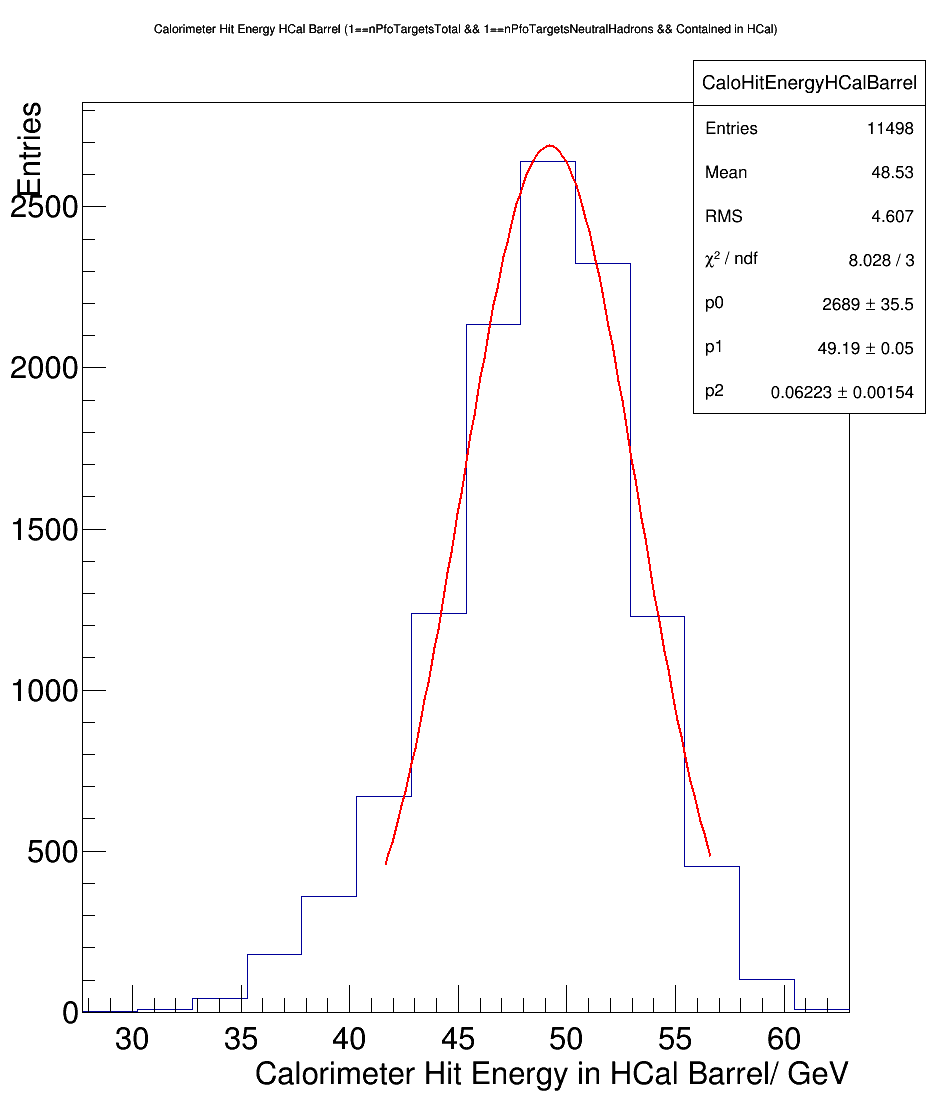 Calorimeter Hit Energy HCal Barrel (1==nPfoTargetsTotal && 1==nPfoTargetsNeutralHadrons && Contained in HCal)
CaloHitEnergyHCalBarrel
Entries 11498
Mean 48.53
RMS 4.607
χ² / ndf 8.028 / 3
p0 2689 ± 35.5
p1 49.19 ± 0.05
p2 0.06223 ± 0.00154
Entries
2500
2000
1500
1000
500
0
30 35 40 45 50 55 60
Calorimeter Hit Energy in HCal Barrel/ GeV